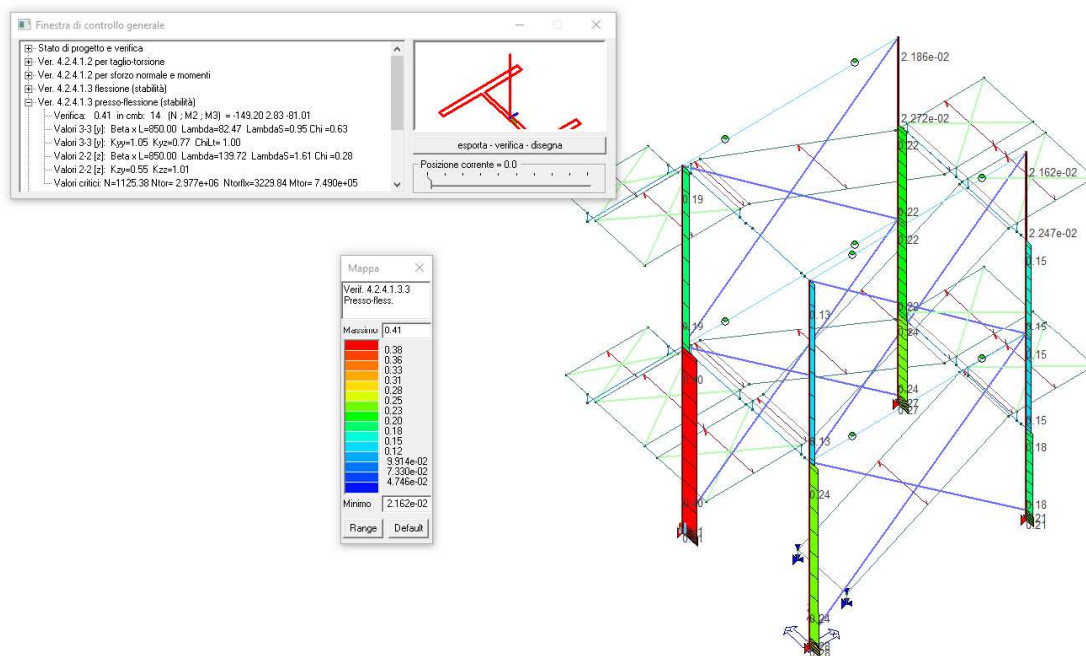 Finestra di controllo generale
Stato di progetto e verifica
Ver. 4.2.4.1.2 per taglio-torsione
Ver. 4.2.4.1.2 per sforzo normale e momenti
Ver. 4.2.4.1.3 flessione (stabilità)
Ver. 4.2.4.1.3 presso-flessione (stabilità)
Verifica: 0.41 in cmb: 14 (N ; M2 ; M3) = -149.20 2.83 -81.01
Valori 3-3 [y]: Beta x L=850.00 Lambda=82.47 LambdaS=0.95 Chi =0.63
Valori 3-3 [y]: Kyy=1.05 Kyz=0.77 ChiLt= 1.00
Valori 2-2 [z]: Beta x L=850.00 Lambda=139.72 LambdaS=1.61 Chi =0.28
Valori 2-2 [z]: Kzy=0.55 Kzz=1.01
Valori critici: N=1125.38 Ntor= 2.977e+06 Ntorflx=3229.84 Mtor= 7.490e+05
esporta - verifica - disegna
Posizione corrente = 0.0
Mappa
Verif. 4.2.4.1.3.3
Presso-fless.
Massimo 0.41
0.38
0.36
0.33
0.31
0.28
0.25
0.23
0.20
0.18
0.15
0.12
9.914e-02
7.330e-02
4.746e-02
Minimo 2.162e-02
Range Default
2.186e-02
2.272e-02
0.22
2.162e-02
0.19
0.22
0.22
2.247e-02
0.15
0.13
0.19
0.22
0.24
0.15
0.15
0.24
0.27
0.13
0.15
0.18
0.24
0.18
0.21
0.21
0.24